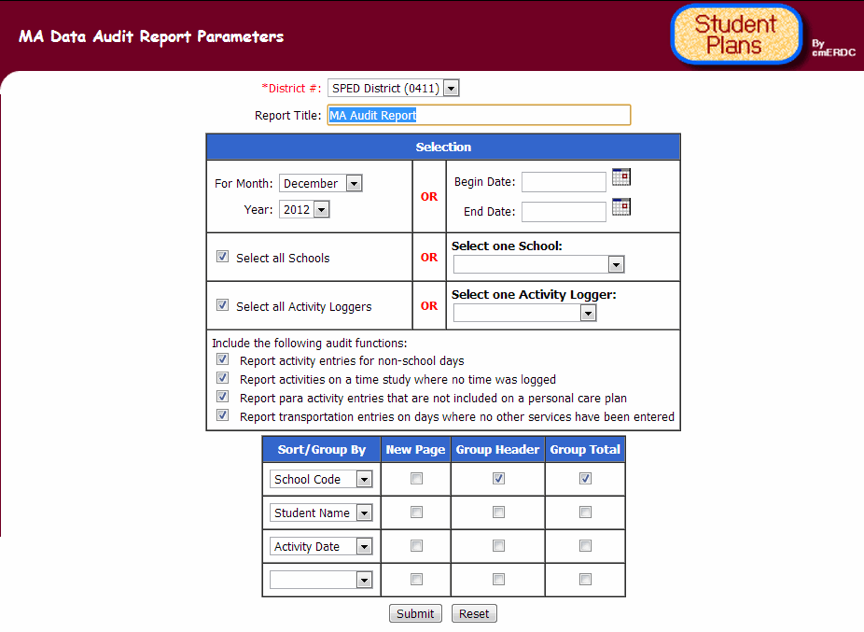 MA Data Audit Report Parameters
Student
Plans
By
cmERDC
*District #: SPED District (0411)
Report Title: MA Audit Report
Selection
For Month: December
Year: 2012
OR
Begin Date:
End Date:
Select all Schools
OR
Select one School:
Select all Activity Loggers
OR
Select one Activity Logger:
Include the following audit functions:
Report activity entries for non-school days
Report activities on a time study where no time was logged
Report para activity entries that are not included on a personal care plan
Report transportation entries on days where no other services have been entered
Sort/Group By New Page Group Header Group Total
School Code
Student Name
Activity Date
Submit Reset